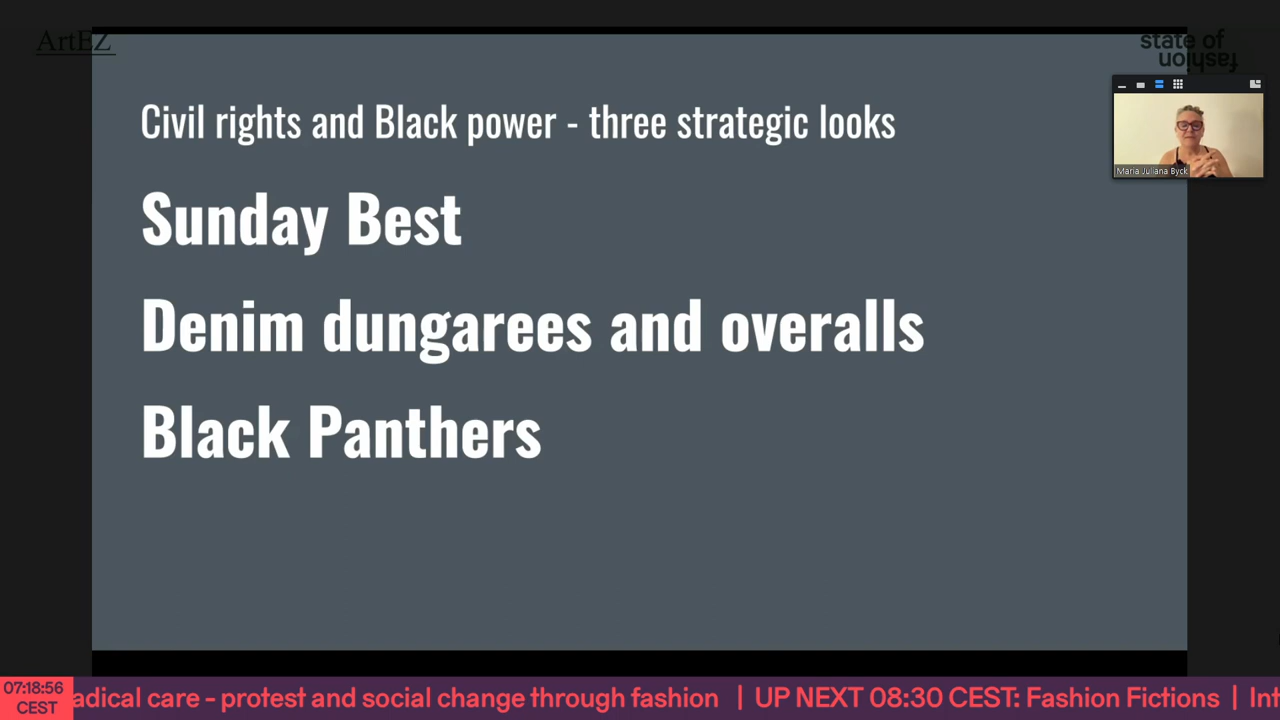 ArtEZ
state of
fashion
Civil rights and Black power - three strategic looks
Sunday Best
Denim dungarees and overalls
Black Panthers
Maria Juliana Byck
07:18:56
CEST
adical care - protest and social change through fashion | UP NEXT 08:30 CEST: Fashion Fictions | Int